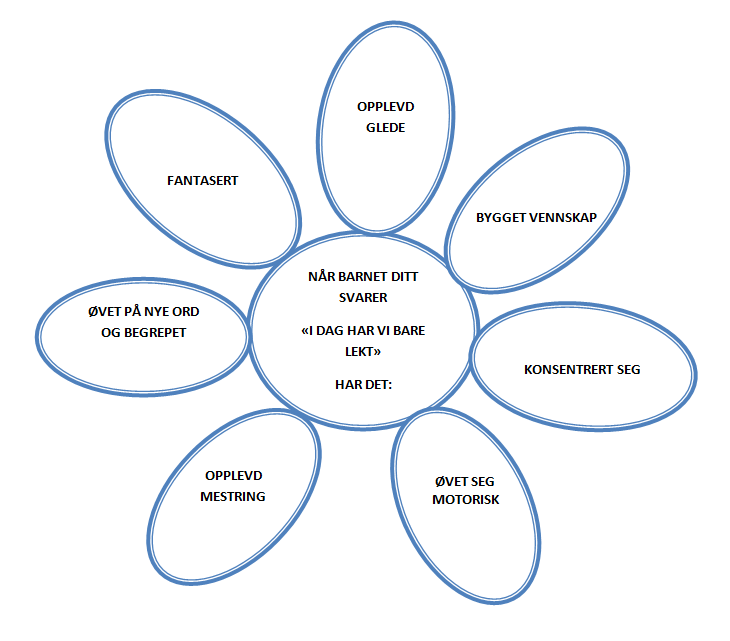 NÅR BARNET DITT
SVARER
«I DAG HAR VI BARE
LEKT»
HAR DET:
OPPLEVD
GLEDE
BYGGET VENNSKAP
KONSENTRERT SEG
ØVET SEG
MOTORISK
OPPLEVD
MESTRING
ØVET PÅ NYE ORD
OG BEGREPET
FANTASERT